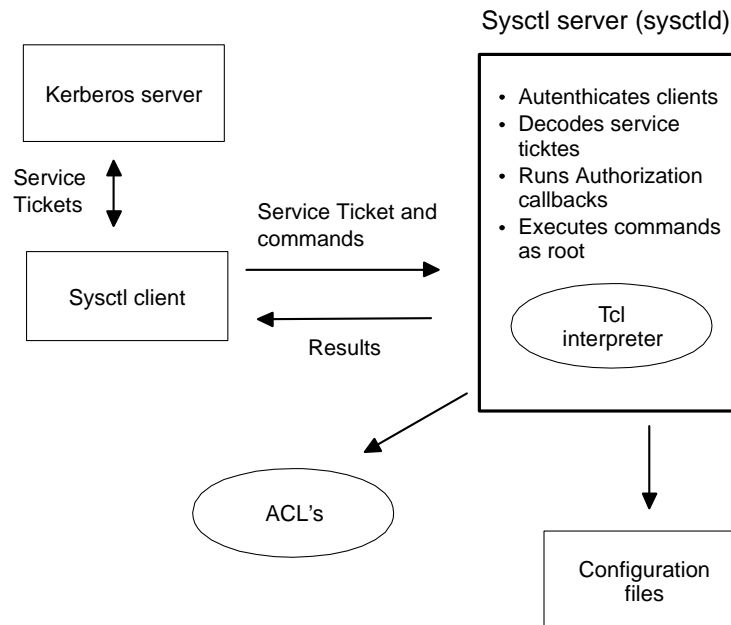 Sysctl server (sysctld)
Kerberos server
• Autenthicates clients
• Decodes service
ticktes
• Runs Authorization
callbacks
• Executes commands
as root
Service
Tickets
Service Ticket and
commands
Sysctl client
Results
Tcl
interpreter
ACL's
Configuration
files